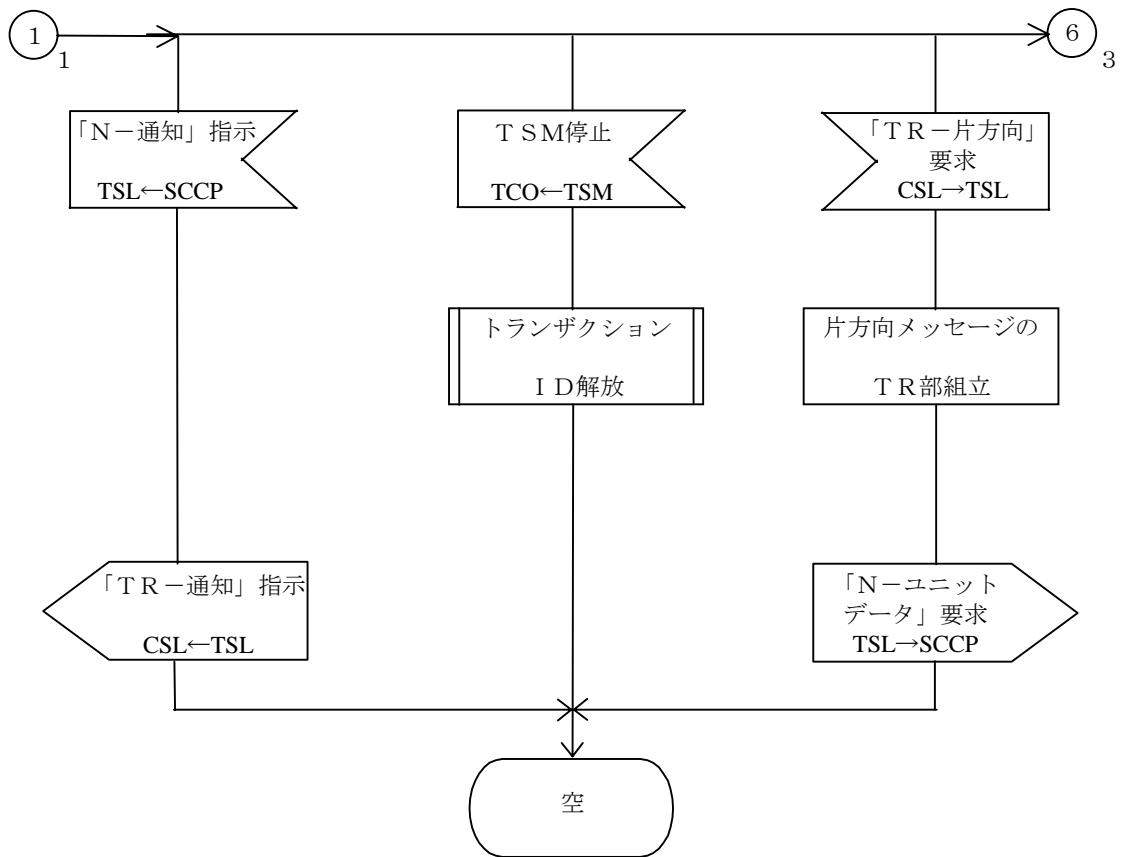 １
1
６
3
「Ｎ－通知」指示
TSL←SCCP
ＴＳＭ停止
TCO←TSM
「ＴＲ－片方向」
要求
CSL→TSL
トランザクション
ＩＤ解放
片方向メッセージの
ＴＲ部組立
「ＴＲ－通知」指示
CSL←TSL
「Ｎ－ユニット
データ」要求
TSL→SCCP
空